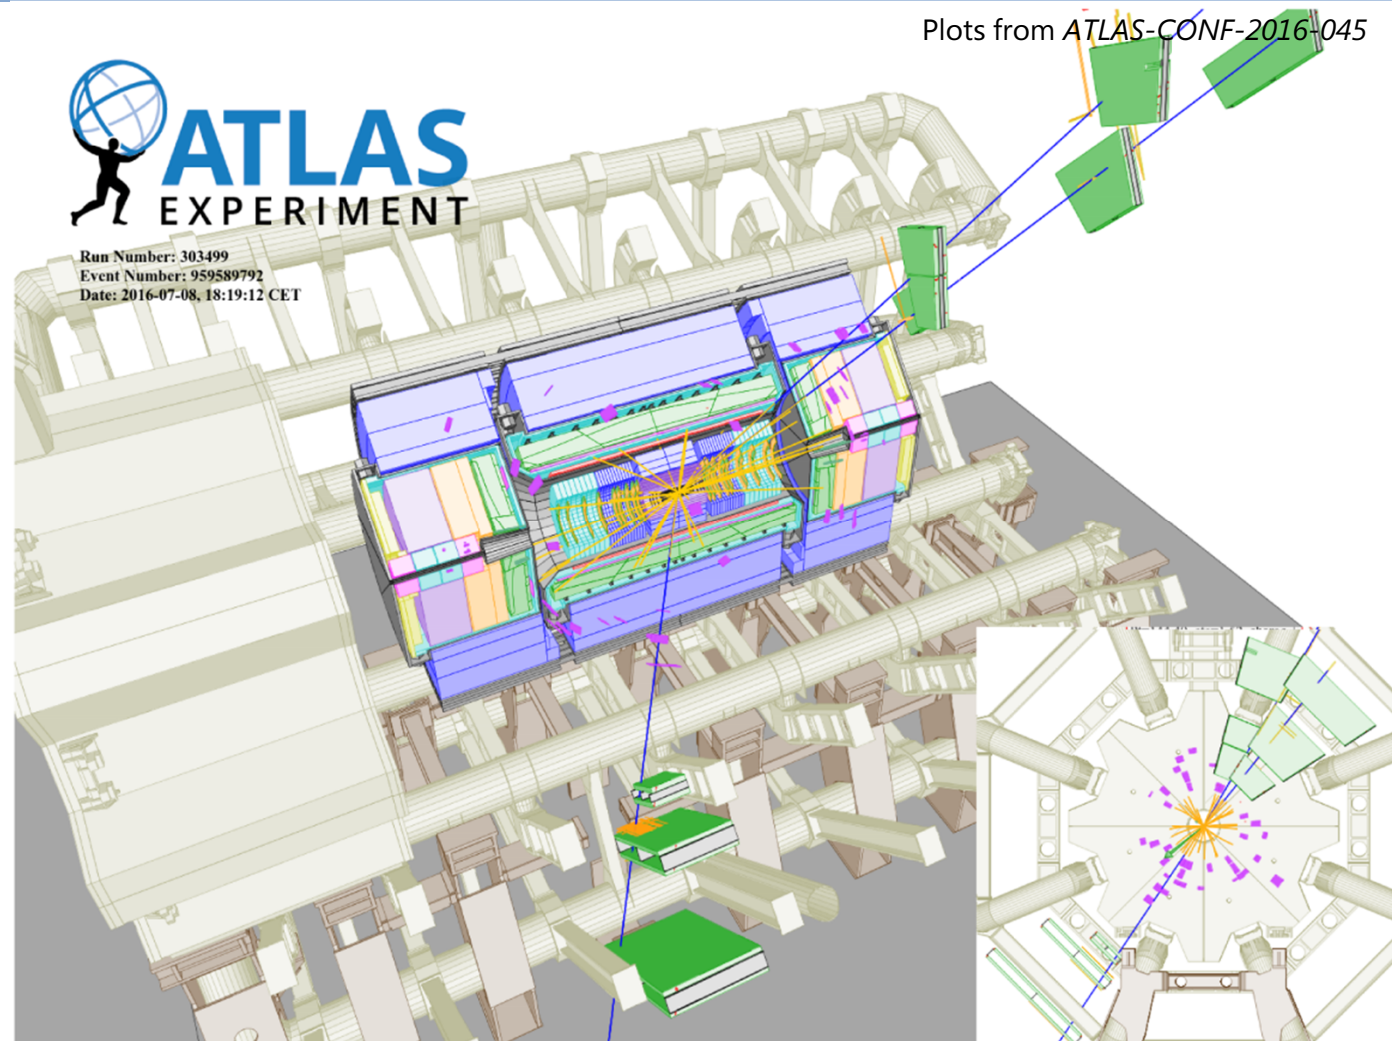 Plots from ATLAS-CONF-2016-045
ATLAS
EXPERIMENT
Run Number: 303499
Event Number: 959589792
Date: 2016-07-08, 18:19:12 CET